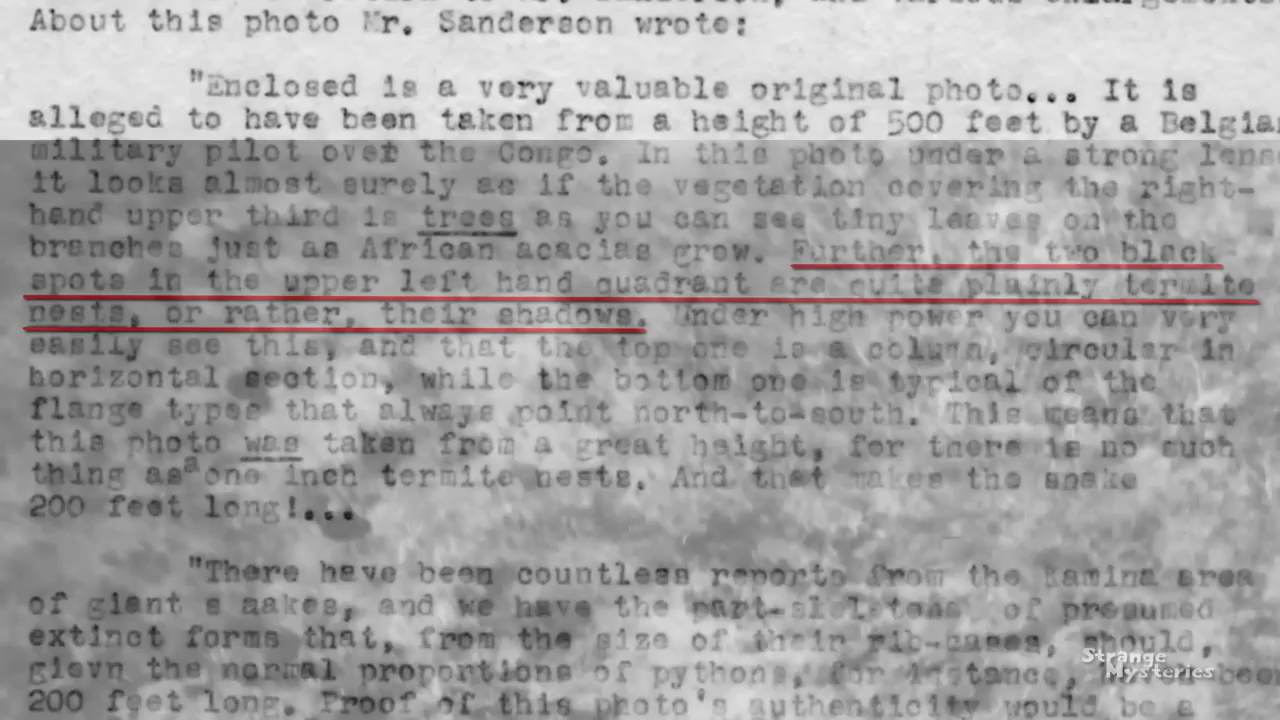 About this photo Mr. Sanderson wrote:
"Enclosed is a very valuable original photo... It is
alleged to have been taken from a height of 500 feet by a
military pilot over the Congo. In this photo under a strong
it looks almost surely as if the vegetation covering the right-
hand upper third is trees as you can see tiny leaves on the
branches just as African acacias grow. Further, the two black
spots in the upper left hand quadrant are quite plainly termite
nests, or rather, their shadows. Under high power you can very
easily see this, and that the top one is a column, circular in
horizontal section, while the bottom one is typical of the
flange types that always point north-to-south. This means that
this photo was taken from a great height, for there is no such
thing as a one inch termite nests. And that makes the snake
200 feet long!...
"There have been countless reports from the Kamina area
of giant s akes, and we have the part-skeletons of presumed
extinct forms that, from the size of their rib-cases, should,
gievn the normal proportions of pythons, for
200 feet long. Proof of this photo's authenticity would be a
Strange
Mysteries